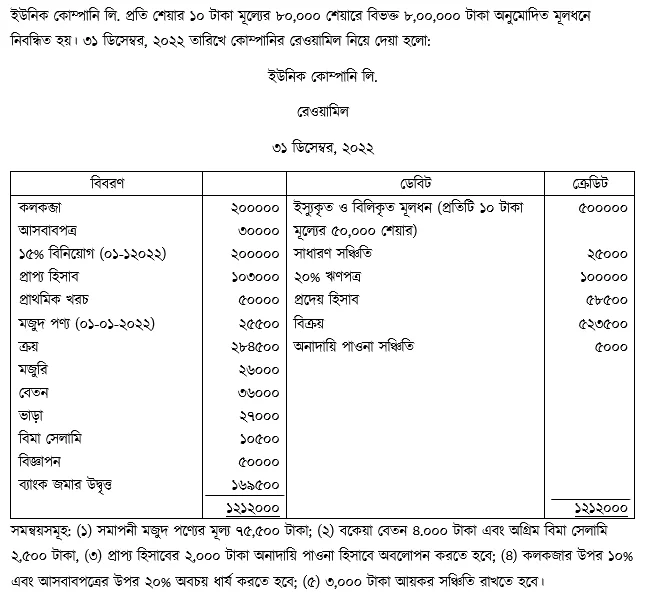 ইউনিক কোম্পানি লি. প্রতি শেয়ার ১০ টাকা মূল্যের ৮০,০০০ শেয়ারে বিভক্ত ৮,০০,০০০ টাকা অনুমোদিত মূলধনে
নিবন্ধিত হয়। ৩১ ডিসেম্বর, ২০২২ তারিখে কোম্পানির রেওয়ামিল নিয়ে দেয়া হলো:
ইউনিক কোম্পানি লি.
রেওয়ামিল
৩১ ডিসেম্বর, ২০২২
বিবরণ ডেবিট ক্রেডিট
কলকব্জা ২০০০০০ ইস্যুকৃত ও বিলিকৃত মূলধন (প্রতিটি ১০ টাকা ৫০০০০০
আসবাবপত্র ৩০০০০ মূল্যের ৫০,০০০ শেয়ার)
১৫% বিনিয়োগ (০১-১২০২২) ২০০০০০ সাধারণ সঞ্চিতি ২৫০০০
প্রাপ্য হিসাব ১০৩০০০ ২০% ঋণপত্র ১০০০০০
প্রাথমিক খরচ ৫০০০০ প্রদেয় হিসাব ৫৮৫০০
মজুদ পণ্য (০১-০১-২০২২) ২৫৫০০ বিক্রয় ৫২৩৫০০
ক্রয় ২৮৪৫০০ অনাদায়ি পাওনা সঞ্চিতি ৫০০০
মজুরি ২৬০০০
বেতন ৩৬০০০
ভাড়া ২৭০০০
বিমা সেলামি ১০৫০০
বিজ্ঞাপন ৫০০০০
ব্যাংক জমার উদ্বৃত্ত ১৬৯৫০০
১২১২০০০ ১২১২০০০
সমন্বয়সমূহ: (১) সমাপনী মজুদ পণ্যের মূল্য ৭৫,৫০০ টাকা; (২) বকেয়া বেতন ৪.০০০ টাকা এবং অগ্রিম বিমা সেলামি
২,৫০০ টাকা, (৩) প্রাপ্য হিসাবের ২,০০০ টাকা অনাদায়ি পাওনা হিসাবে অবলোপন করতে হবে; (৪) কলকজার উপর ১০%
এবং আসবাবপত্রের উপর ২০% অবচয় ধার্য করতে হবে; (৫) ৩,০০০ টাকা আয়কর সঞ্চিতি রাখতে হবে।